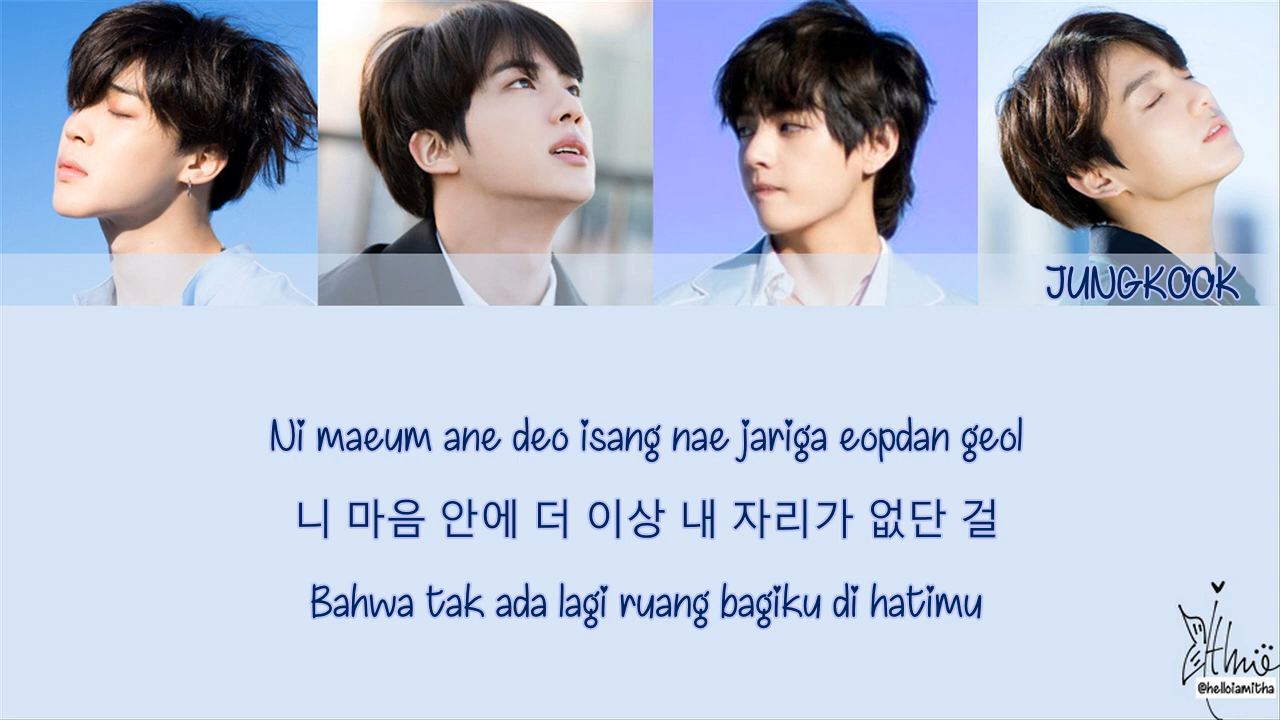 JUNGKOOK
Ni maeum ane deo isang nae jariga eopdan geol
니 마음 안에 더 이상 내 자리가 없단 걸
Bahwa tak ada lagi ruang bagiku di hatimu
@helloiamitha